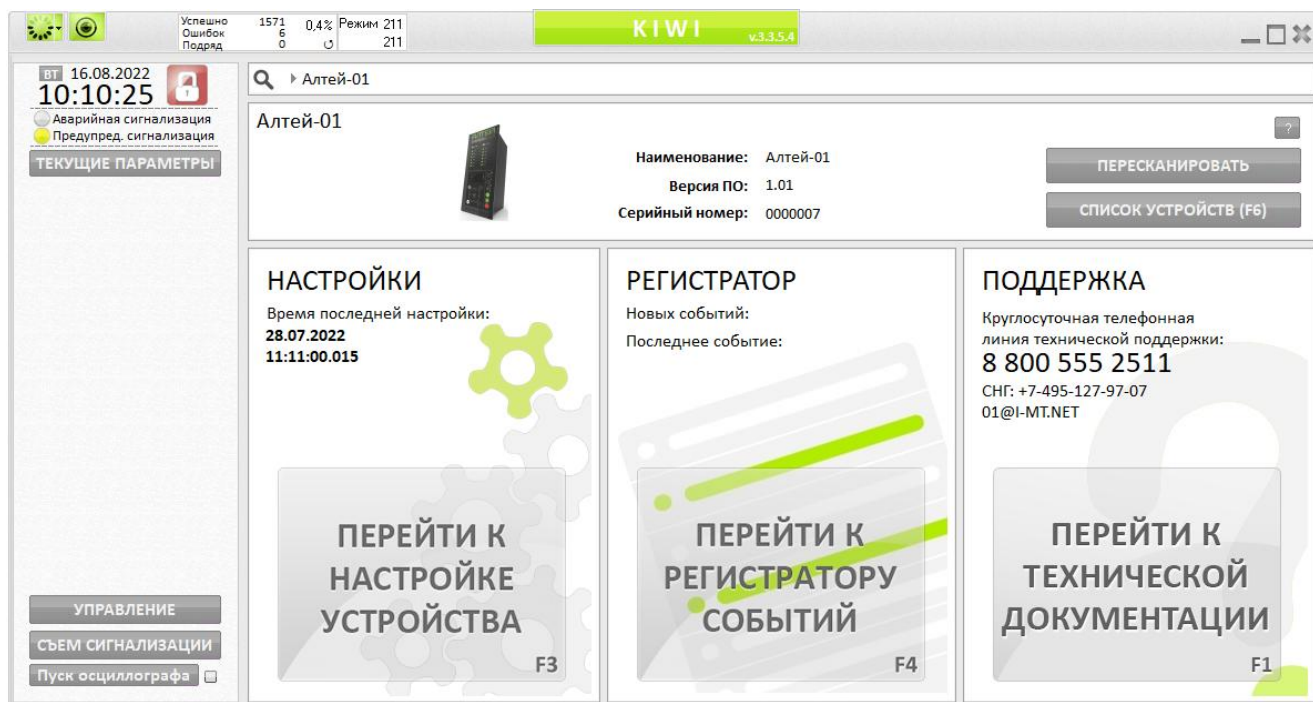 Успешно 1571 0,4% Режим 211
Ошибок 6
Подряд 0 211
KIWI v.3.3.5.4
ВТ 16.08.2022
10:10:25
Аварийная сигнализация
Предупред. сигнализация
ТЕКУЩИЕ ПАРАМЕТРЫ
Алтей-01
Алтей-01
?
Наименование: Алтей-01
Версия ПО: 1.01
Серийный номер: 0000007
ПЕРЕСКАНИРОВАТЬ
СПИСОК УСТРОЙСТВ (F6)
НАСТРОЙКИ
Время последней настройки:
28.07.2022
11:11:00.015
ПЕРЕЙТИ К
НАСТРОЙКЕ
УСТРОЙСТВА
F3
РЕГИСТРАТОР
Новых событий:
Последнее событие:
ПЕРЕЙТИ К
РЕГИСТРАТОРУ
СОБЫТИЙ
F4
ПОДДЕРЖКА
Круглосуточная телефонная
линия технической поддержки:
8 800 555 2511
СНГ: +7-495-127-97-07
01@I-MT.NET
ПЕРЕЙТИ К
ТЕХНИЧЕСКОЙ
ДОКУМЕНТАЦИИ
F1
УПРАВЛЕНИЕ
СЪЕМ СИГНАЛИЗАЦИИ
Пуск осциллографа